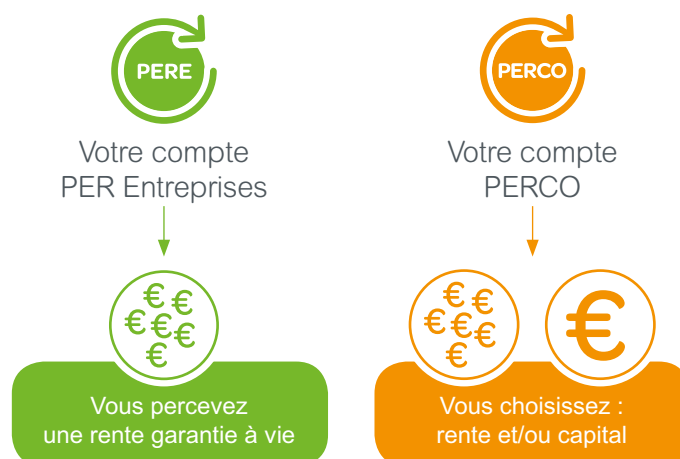 PERE
Votre compte
PER Entreprises
€ € € € € €
Vous percevez
une rente garantie à vie
PERCO
Votre compte
PERCO
€ € € € € €
€
Vous choisissez :
rente et/ou capital